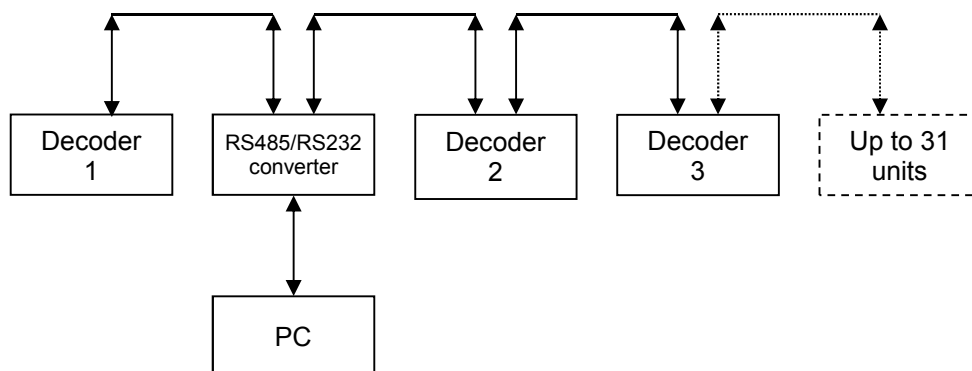 Decoder
1
RS485/RS232
converter
Decoder
2
Decoder
3
Up to 31
units
PC